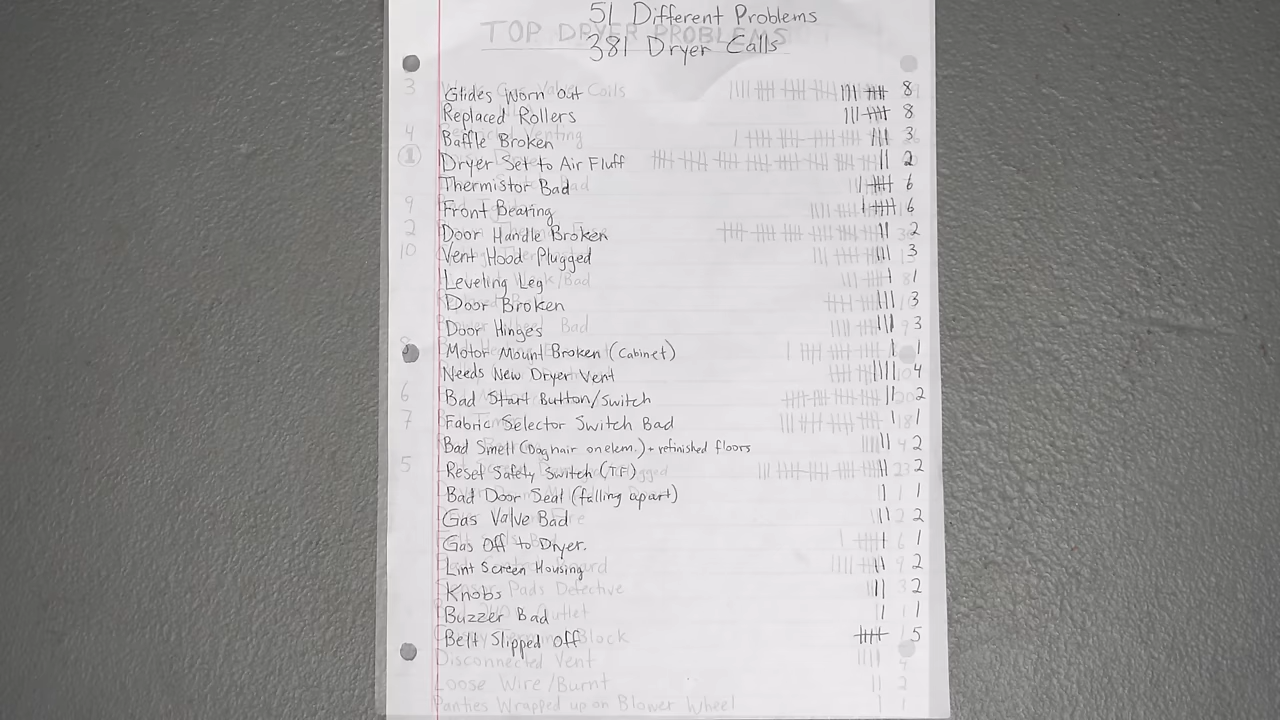 51 Different Problems
TOP DRYER PROBLEMS
381 Dryer Calls
Glides Worn out 8
Replaced Rollers 8
Baffle Broken 3
Dryer Set to Air Fluff 2
Thermistor Bad 6
Front Bearing 6
Door Handle Broken 2
Vent Hood Plugged 3
Leveling Leg 1
Door Broken 3
Door Hinges 3
Motor Mount Broken (Cabinet) 1
Needs New Dryer Vent 4
Bad Start Button/Switch 2
Fabric Selector Switch Bad 1
Bad Smell (Dog hair on elem.) + refinished floors 2
Reset Safety Switch (T.F.) 2
Bad Door Seal (falling apart) 1
Gas Valve Bad 2
Gas Off to Dryer. 1
Lint Screen Housing 2
Knobs 2
Buzzer Bad 1
Belt Slipped off 5
Disconnected Vent 4
Loose Wire/Burnt 2
Panties Wrapped up on Blower Wheel 1